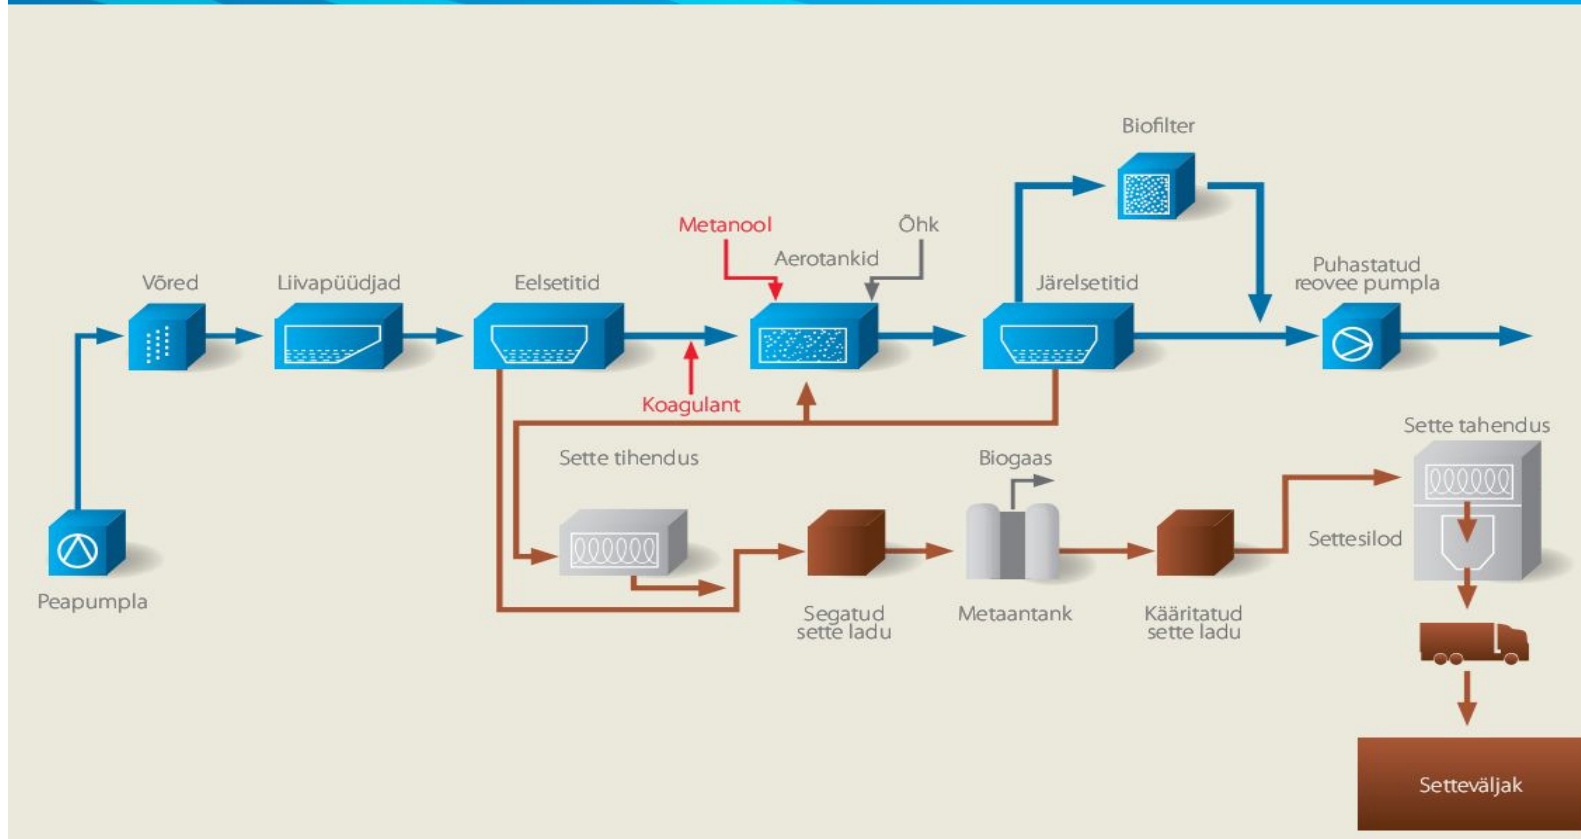 Biofilter
Metanool
Õhk
Aerotankid
Võred
Liivapüüdjad
Eelsetitid
Järelsetitid
Puhastatud
reovee pumpla
Koagulant
Sette tahendus
Sette tihendus
Biogaas
Settesilod
Peapumpla
Segatud
sette ladu
Metaantank
Kääritatud
sette ladu
Setteväljak